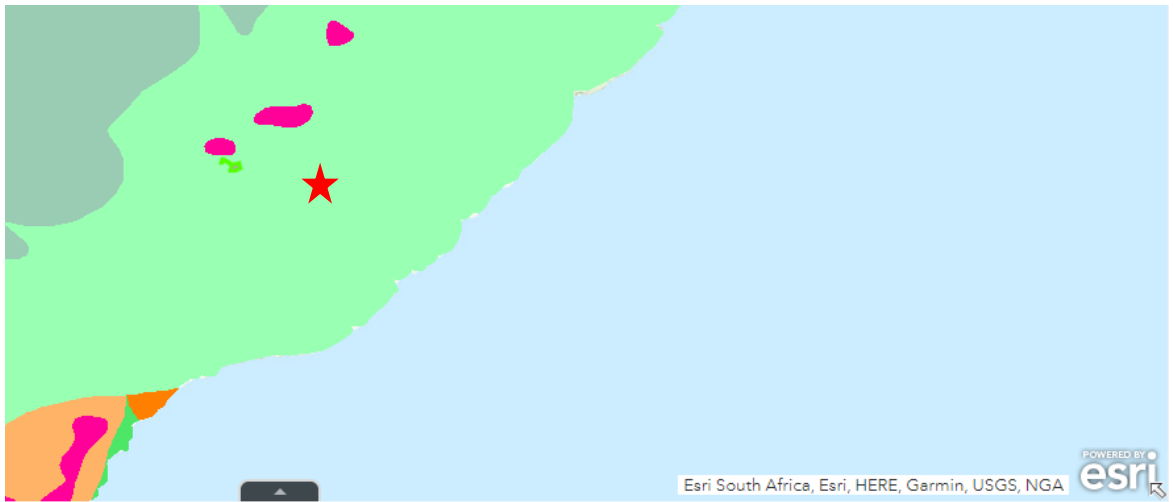 POWERED BY
esri
Esri South Africa, Esri, HERE, Garmin, USGS, NGA